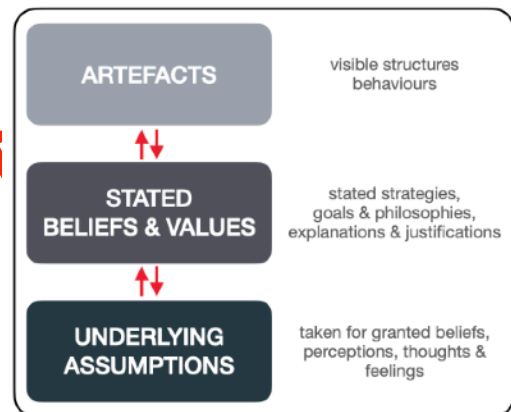 ARTEFACTS
visible structures
behaviours
STATED
BELIEFS & VALUES
stated strategies,
goals & philosophies,
explanations & justifications
UNDERLYING
ASSUMPTIONS
taken for granted beliefs,
perceptions, thoughts &
feelings